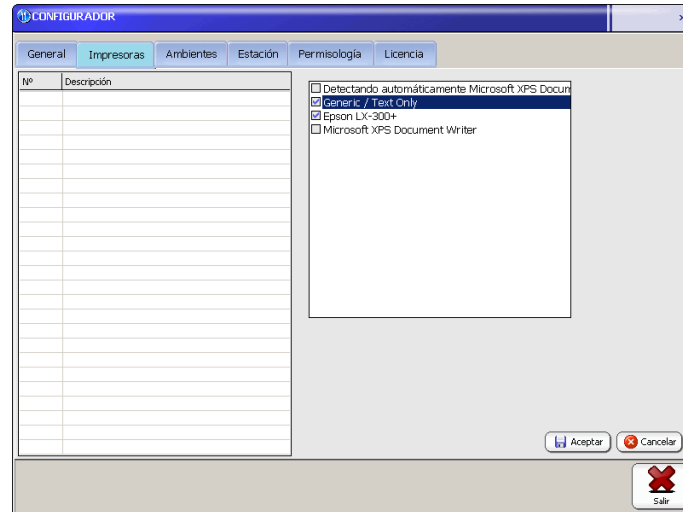 CONFIGURADOR
General Impresoras Ambientes Estación Permisología Licencia
Nº Descripción
Detectando automáticamente Microsoft XPS Docum
Generic / Text Only
Epson LX-300+
Microsoft XPS Document Writer
Aceptar Cancelar
Salir